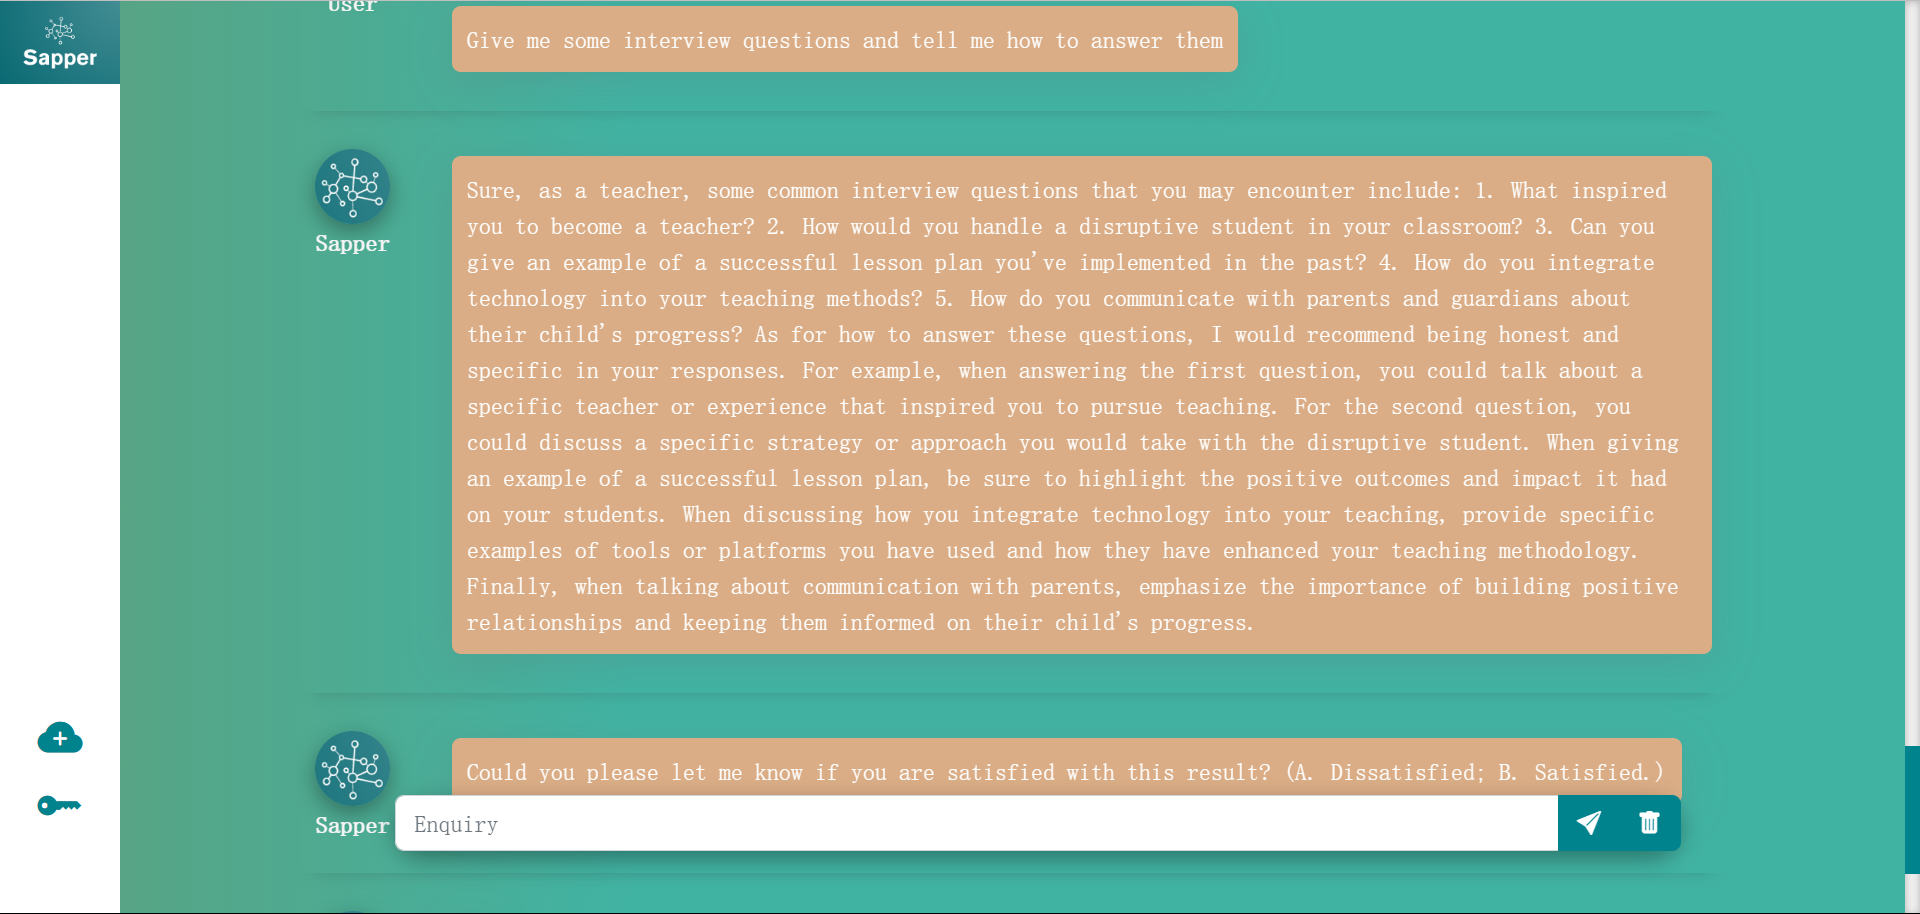 User
Sapper
Give me some interview questions and tell me how to answer them
Sure, as a teacher, some common interview questions that you may encounter include: 1. What inspired
you to become a teacher? 2. How would you handle a disruptive student in your classroom? 3. Can you
give an example of a successful lesson plan you've implemented in the past? 4. How do you integrate
technology into your teaching methods? 5. How do you communicate with parents and guardians about
their child's progress? As for how to answer these questions, I would recommend being honest and
specific in your responses. For example, when answering the first question, you could talk about a
specific teacher or experience that inspired you to pursue teaching. For the second question, you
could discuss a specific strategy or approach you would take with the disruptive student. When giving
an example of a successful lesson plan, be sure to highlight the positive outcomes and impact it had
on your students. When discussing how you integrate technology into your teaching, provide specific
examples of tools or platforms you have used and how they have enhanced your teaching methodology.
Finally, when talking about communication with parents, emphasize the importance of building positive
relationships and keeping them informed on their child's progress.
Sapper
Could you please let me know if you are satisfied with this result? (A. Dissatisfied; B. Satisfied.)
Sapper
Enquiry